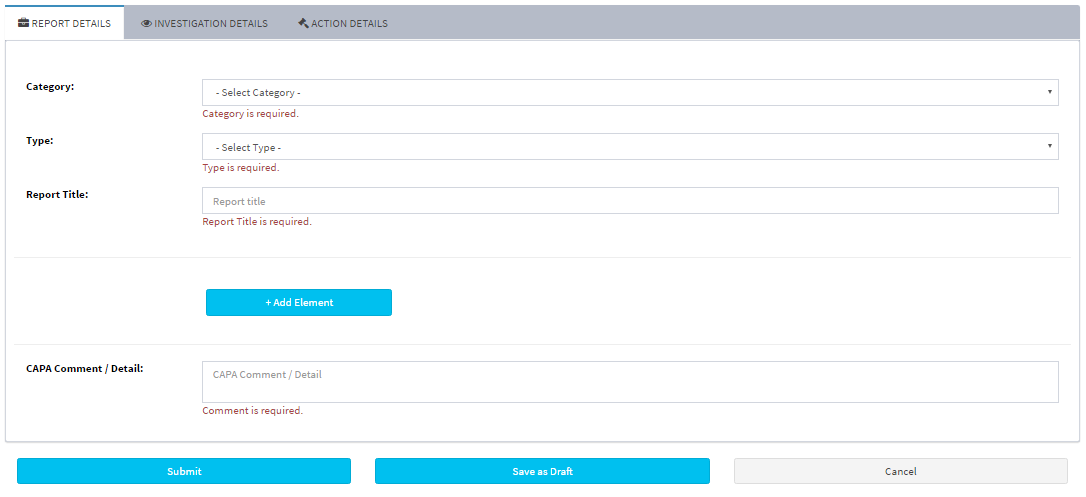 REPORT DETAILS INVESTIGATION DETAILS ACTION DETAILS
Category: - Select Category -
Category is required.
Type: - Select Type -
Type is required.
Report Title: Report title
Report Title is required.
+ Add Element
CAPA Comment / Detail: CAPA Comment / Detail
Comment is required.
Submit Save as Draft Cancel